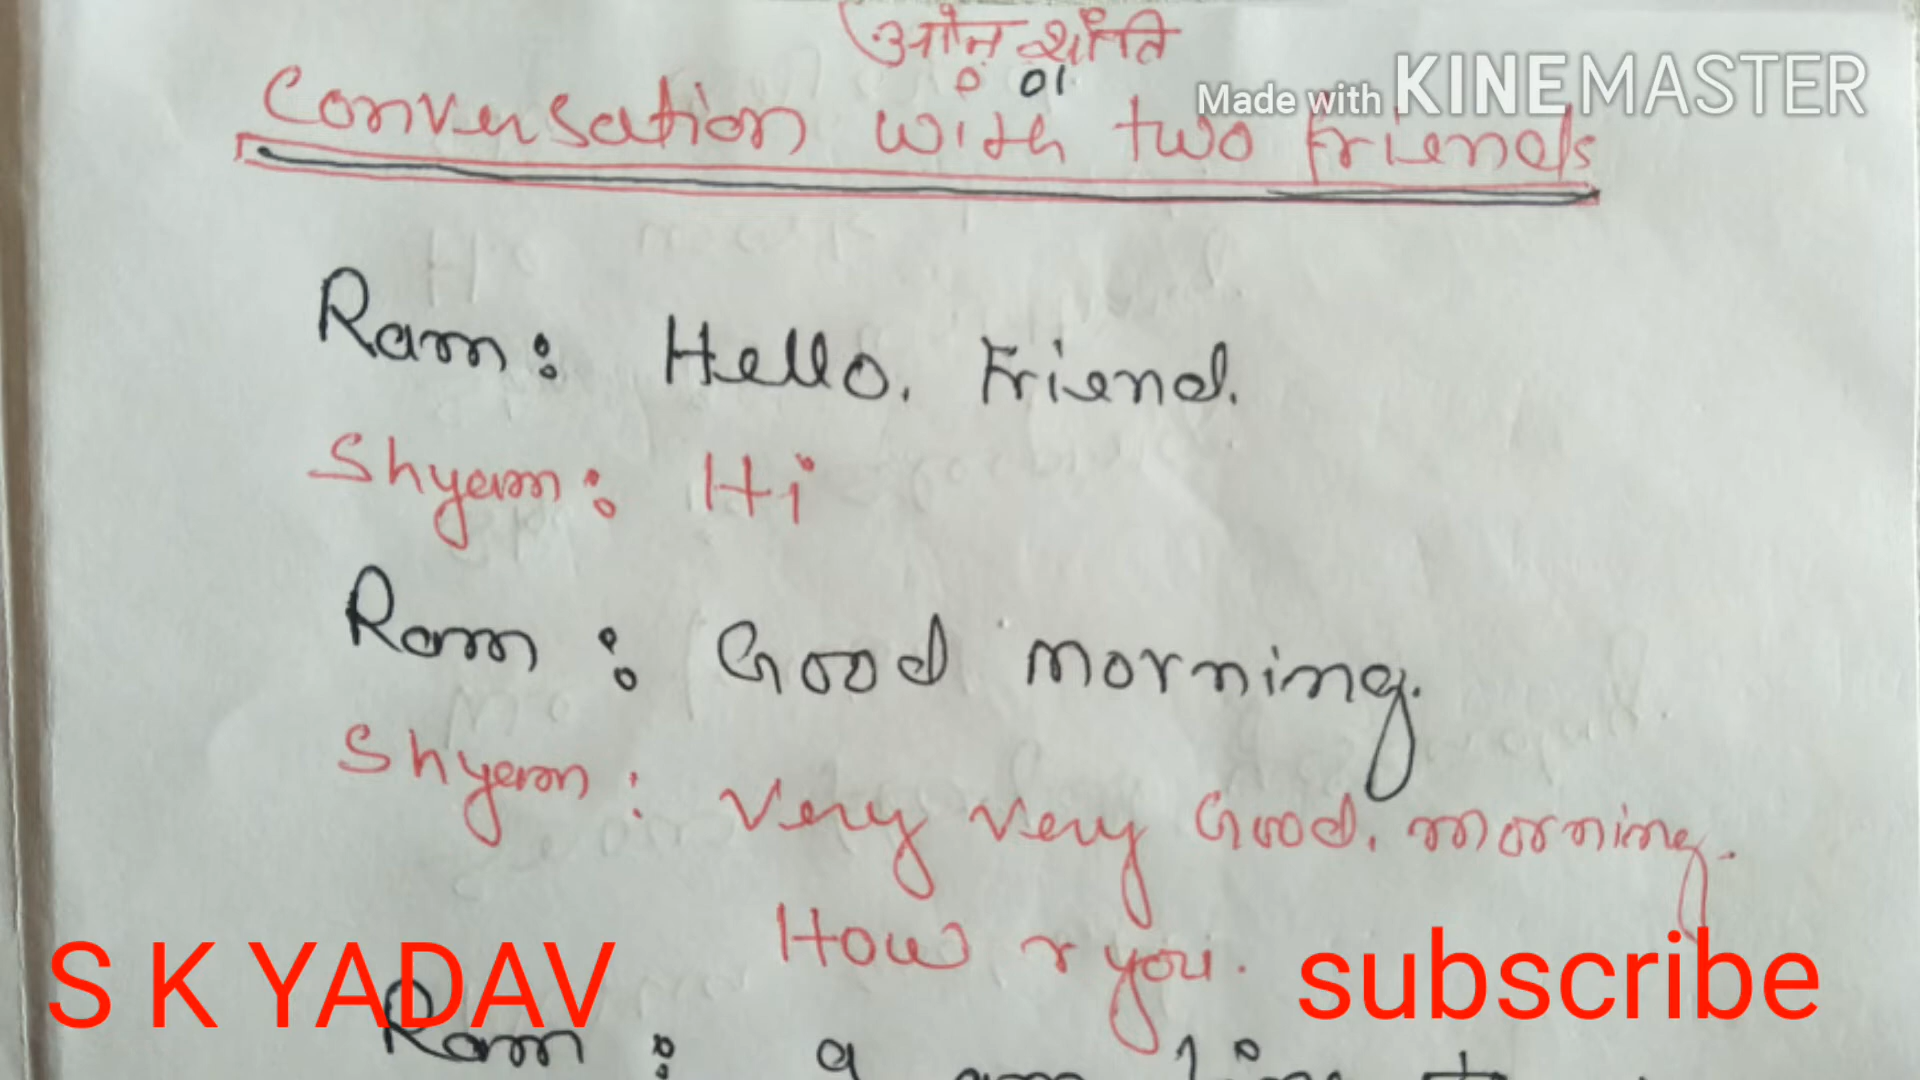 ओम शांति
01
Made with KINEMASTER
Conversation with two Friends
Ram: Hello. Friend.
Shyam: Hi
Ram: Good morning.
Shyam: Very Very Good. morning.
How r you.
S K YADAV
subscribe
Ram: